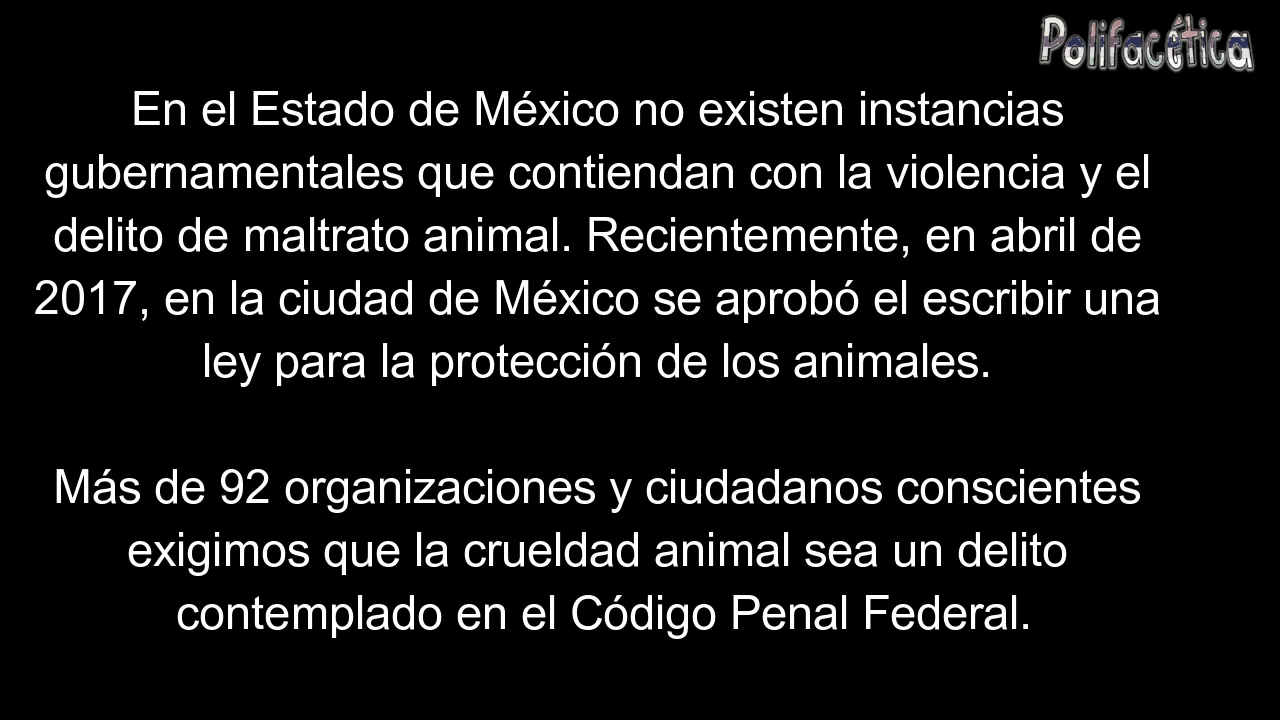 Polifacética
En el Estado de México no existen instancias
gubernamentales que contiendan con la violencia y el
delito de maltrato animal. Recientemente, en abril de
2017, en la ciudad de México se aprobó el escribir una
ley para la protección de los animales.
Más de 92 organizaciones y ciudadanos conscientes
exigimos que la crueldad animal sea un delito
contemplado en el Código Penal Federal.